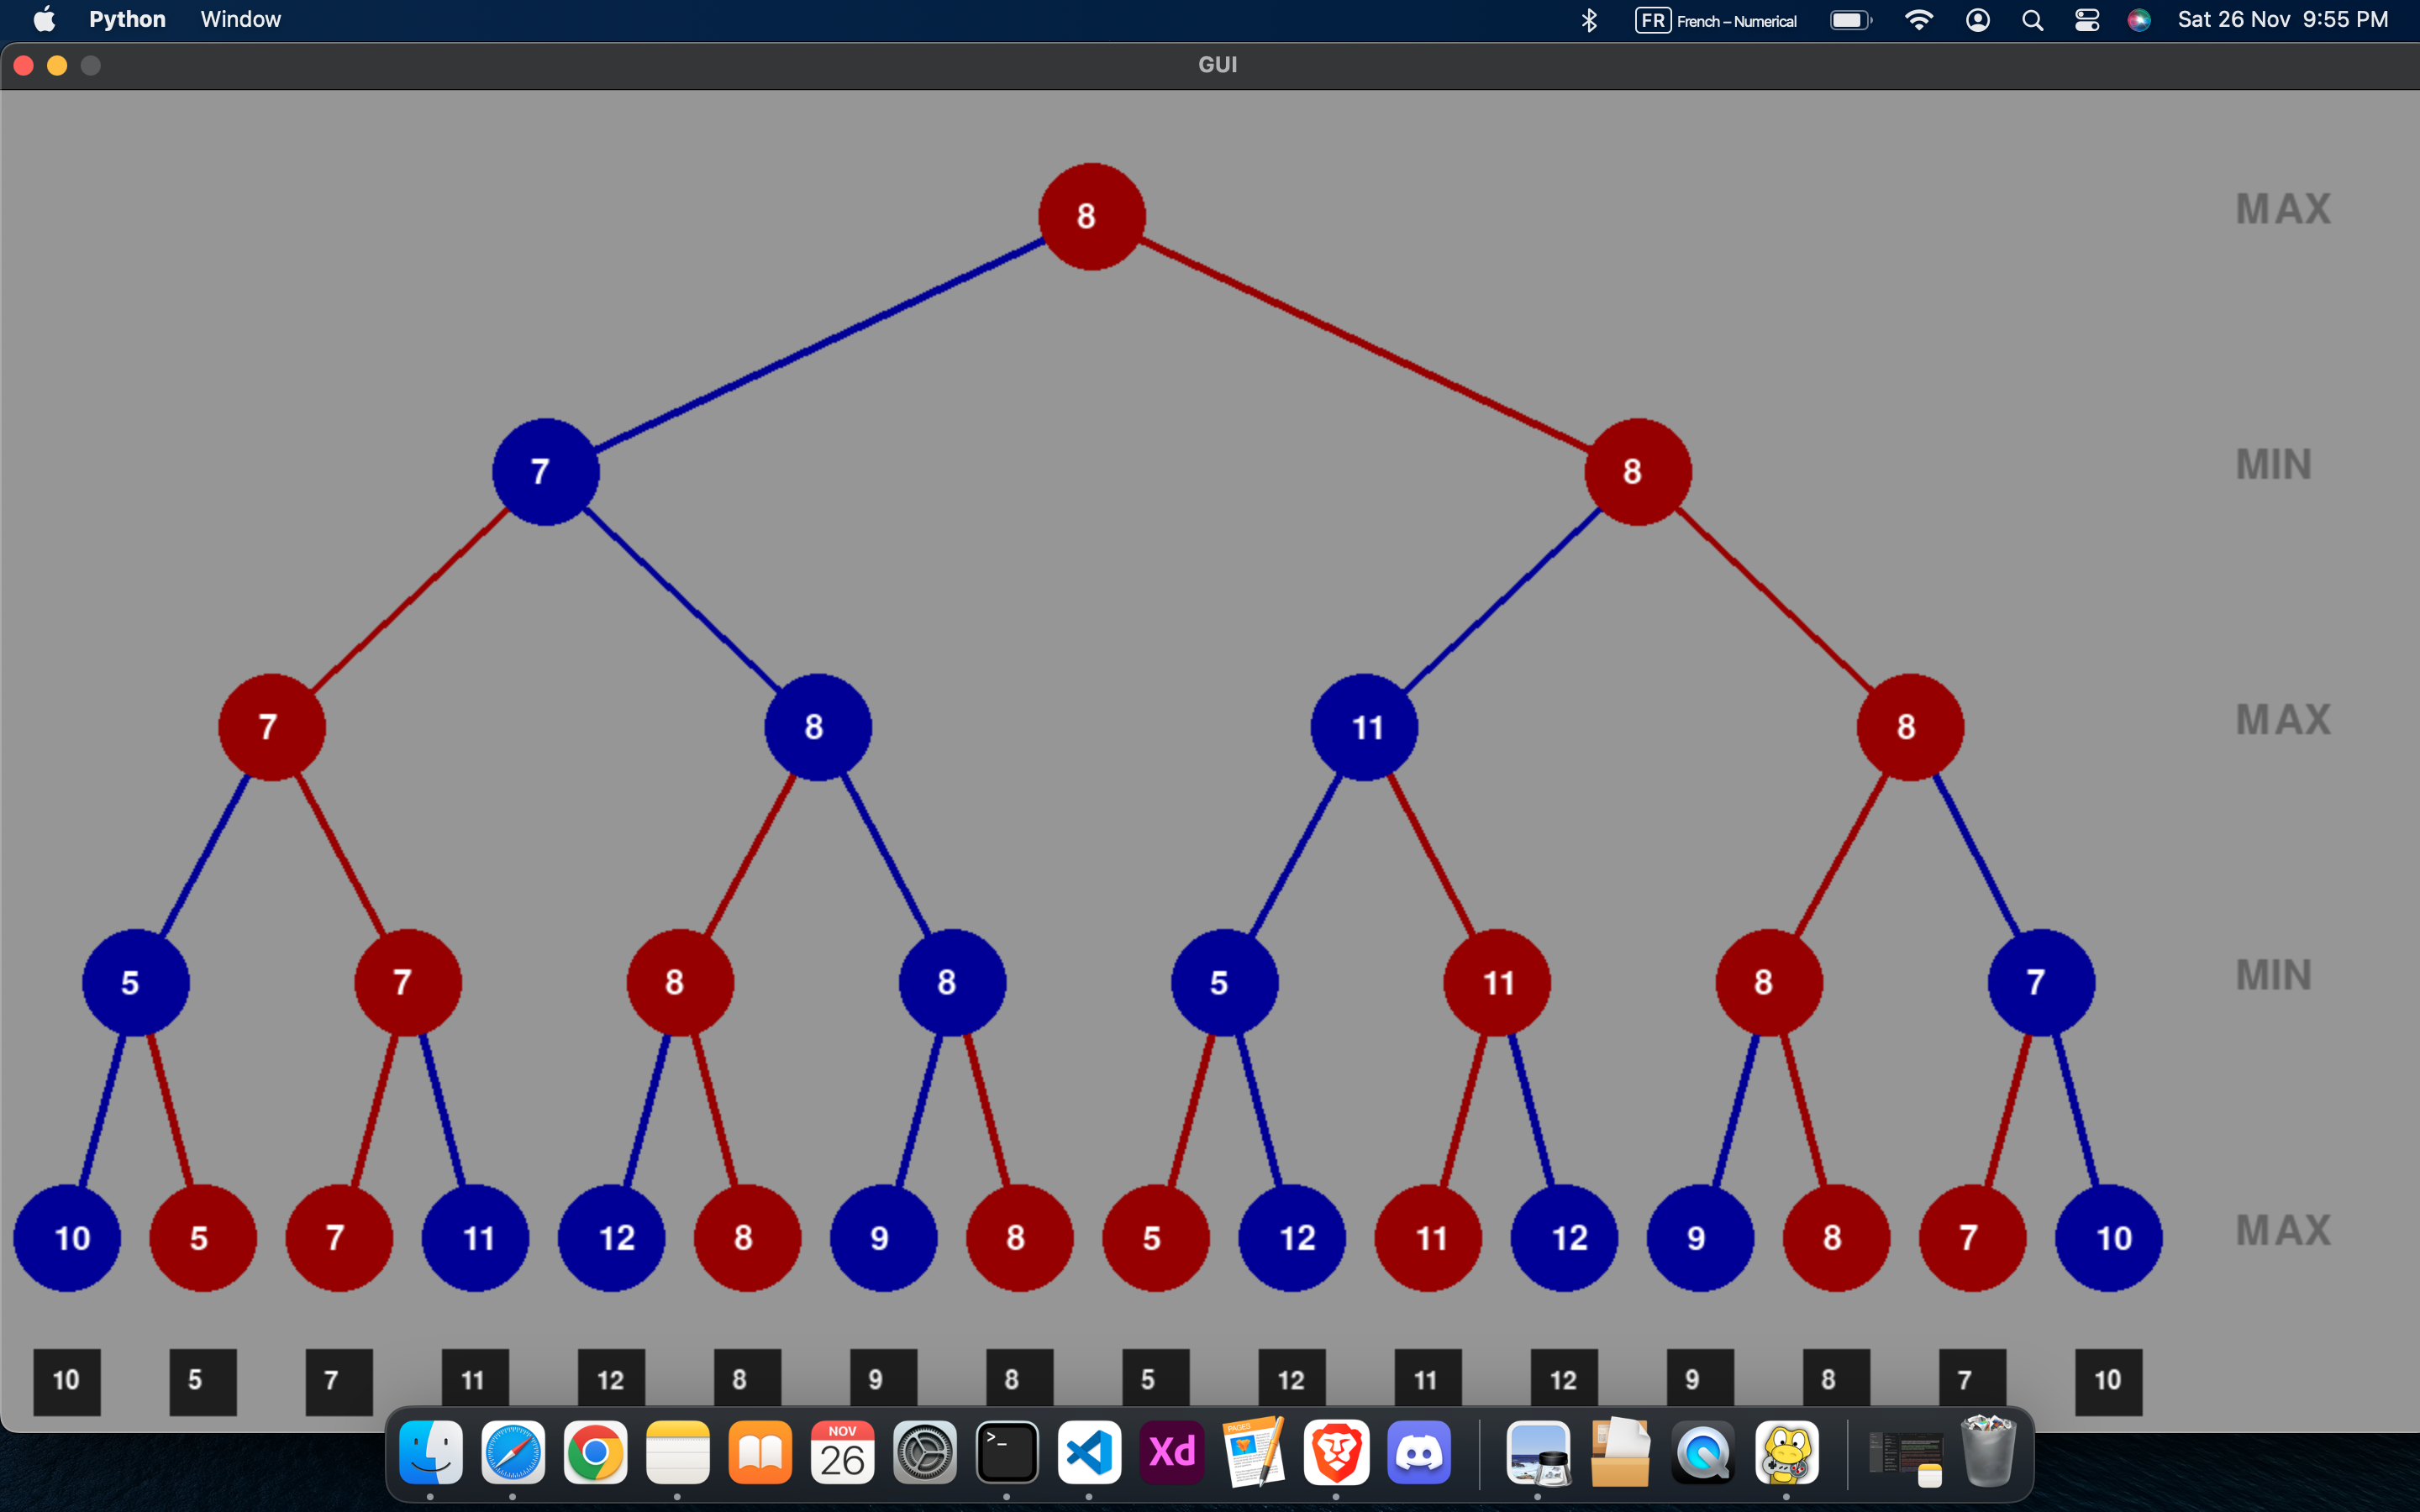 Python Window FR French – Numerical Sat 26 Nov 9:55 PM
GUI
8 MAX
7 8 MIN
7 8 11 8 MAX
5 7 8 8 5 11 8 7 MIN
10 5 7 11 12 8 9 8 5 12 11 12 9 8 7 10 MAX
10 5 7 11 12 8 9 8 5 12 11 12 9 8 7 10
NOV
26
>_
Xd
PAGES